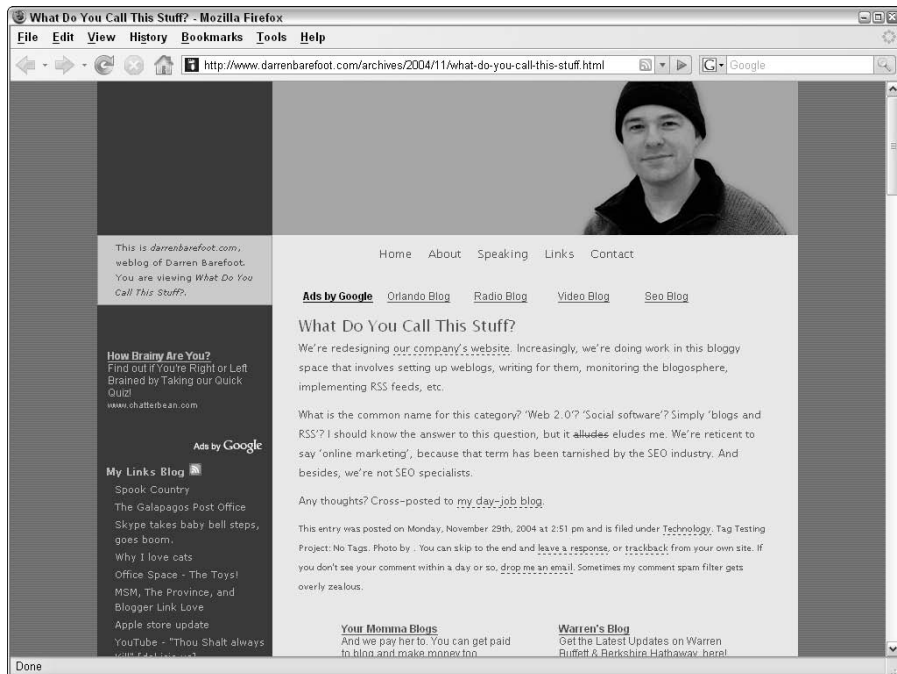 What Do You Call This Stuff? - Mozilla Firefox
File Edit View History Bookmarks Tools Help
http://www.darrenbarefoot.com/archives/2004/11/what-do-you-call-this-stuff.html
G Google
This is darrenbarefoot.com,
weblog of Darren Barefoot.
You are viewing What Do You
Call This Stuff?.
Home About Speaking Links Contact
Ads by Google Orlando Blog Radio Blog Video Blog Seo Blog
How Brainy Are You?
Find out if You're Right or Left
Brained by Taking our Quick
Quiz!
www.chatterbean.com
Ads by Google
My Links Blog
Spook Country
The Galapagos Post Office
Skype takes baby bell steps,
goes boom.
Why I love cats
Office Space - The Toys!
MSM, The Province, and
Blogger Link Love
Apple store update
YouTube - "Thou Shalt always
What Do You Call This Stuff?
We're redesigning our company's website. Increasingly, we're doing work in this bloggy
space that involves setting up weblogs, writing for them, monitoring the blogosphere,
implementing RSS feeds, etc.
What is the common name for this category? 'Web 2.0'? 'Social software'? Simply 'blogs and
RSS'? I should know the answer to this question, but it alludes eludes me. We're reticent to
say 'online marketing', because that term has been tarnished by the SEO industry. And
besides, we're not SEO specialists.
Any thoughts? Cross-posted to my day-job blog.
This entry was posted on Monday, November 29th, 2004 at 2:51 pm and is filed under Technology. Tag Testing
Project: No Tags. Photo by . You can skip to the end and leave a response, or trackback from your own site. If
you don't see your comment within a day or so, drop me an email. Sometimes my comment spam filter gets
overly zealous.
Your Momma Blogs
And we pay her to. You can get paid
to blog and make money too
Warren's Blog
Get the Latest Updates on Warren
Buffett & Berkshire Hathaway, here!
Done